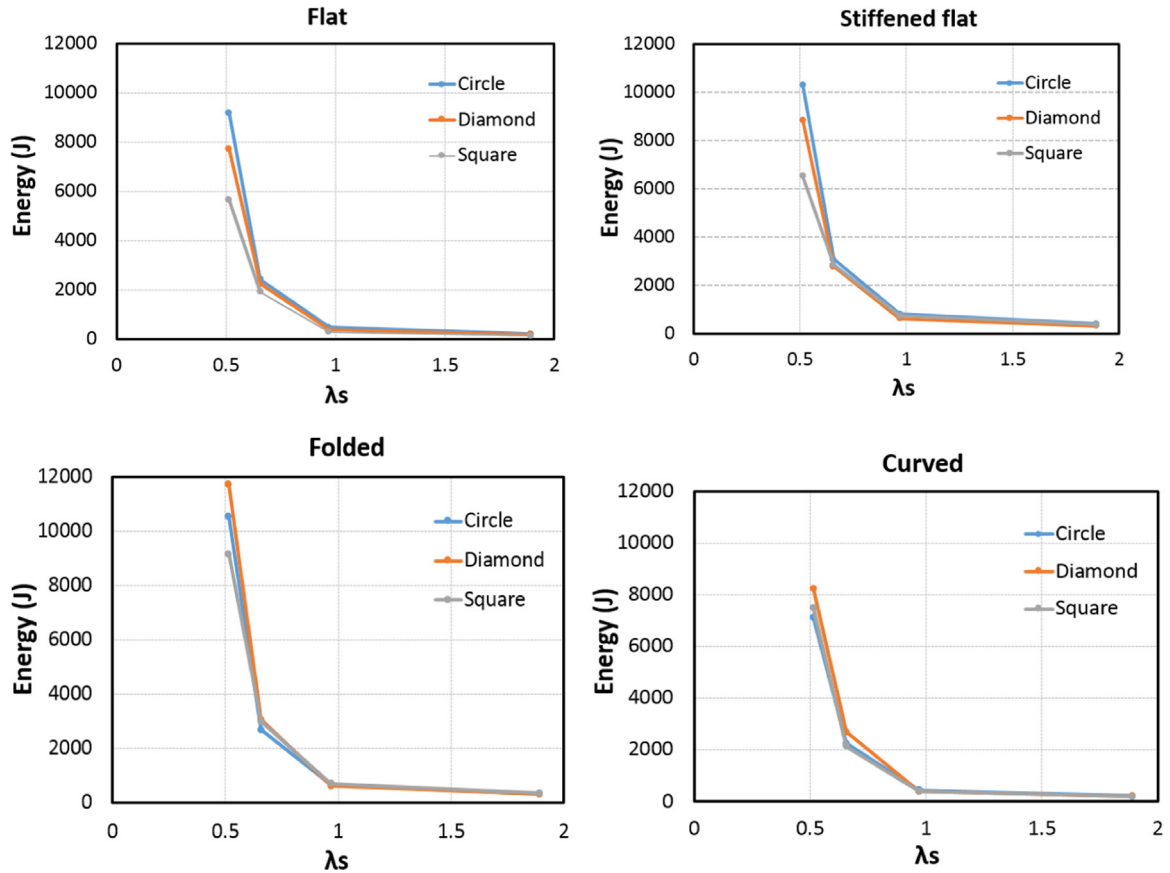 Flat
12000
10000
8000
6000
4000
2000
0
Energy (J)
Circle
Diamond
Square
0 0.5 1 1.5 2
λs
Stiffened flat
12000
10000
8000
6000
4000
2000
0
Energy (J)
Circle
Diamond
Square
0 0.5 1 1.5 2
λs
Folded
12000
10000
8000
6000
4000
2000
0
Energy (J)
Circle
Diamond
Square
0 0.5 1 1.5 2
λs
Curved
12000
10000
8000
6000
4000
2000
0
Energy (J)
Circle
Diamond
Square
0 0.5 1 1.5 2
λs